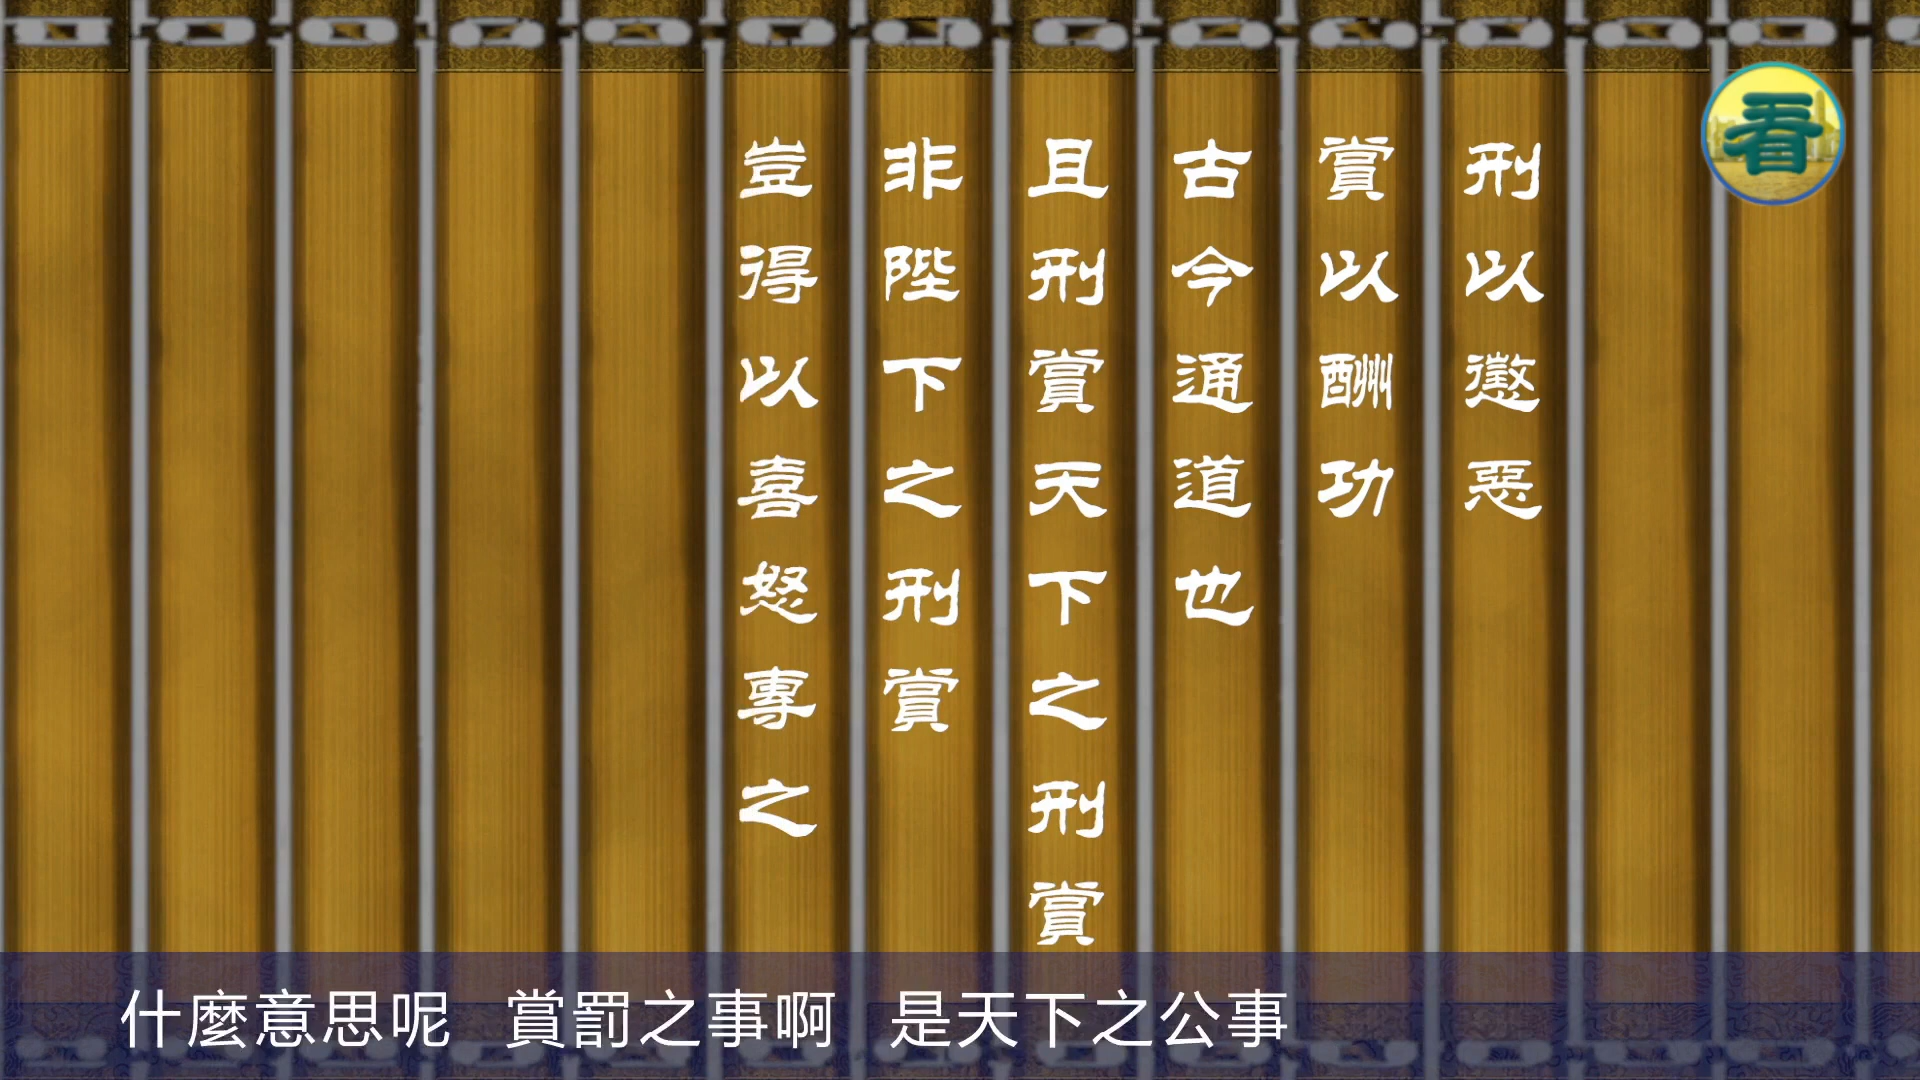 刑以懲惡
賞以酬功
古今通道也
且刑賞天下之刑賞
非陛下之刑賞
豈得以喜怒專之
看
什麼意思呢 賞罰之事啊 是天下之公事